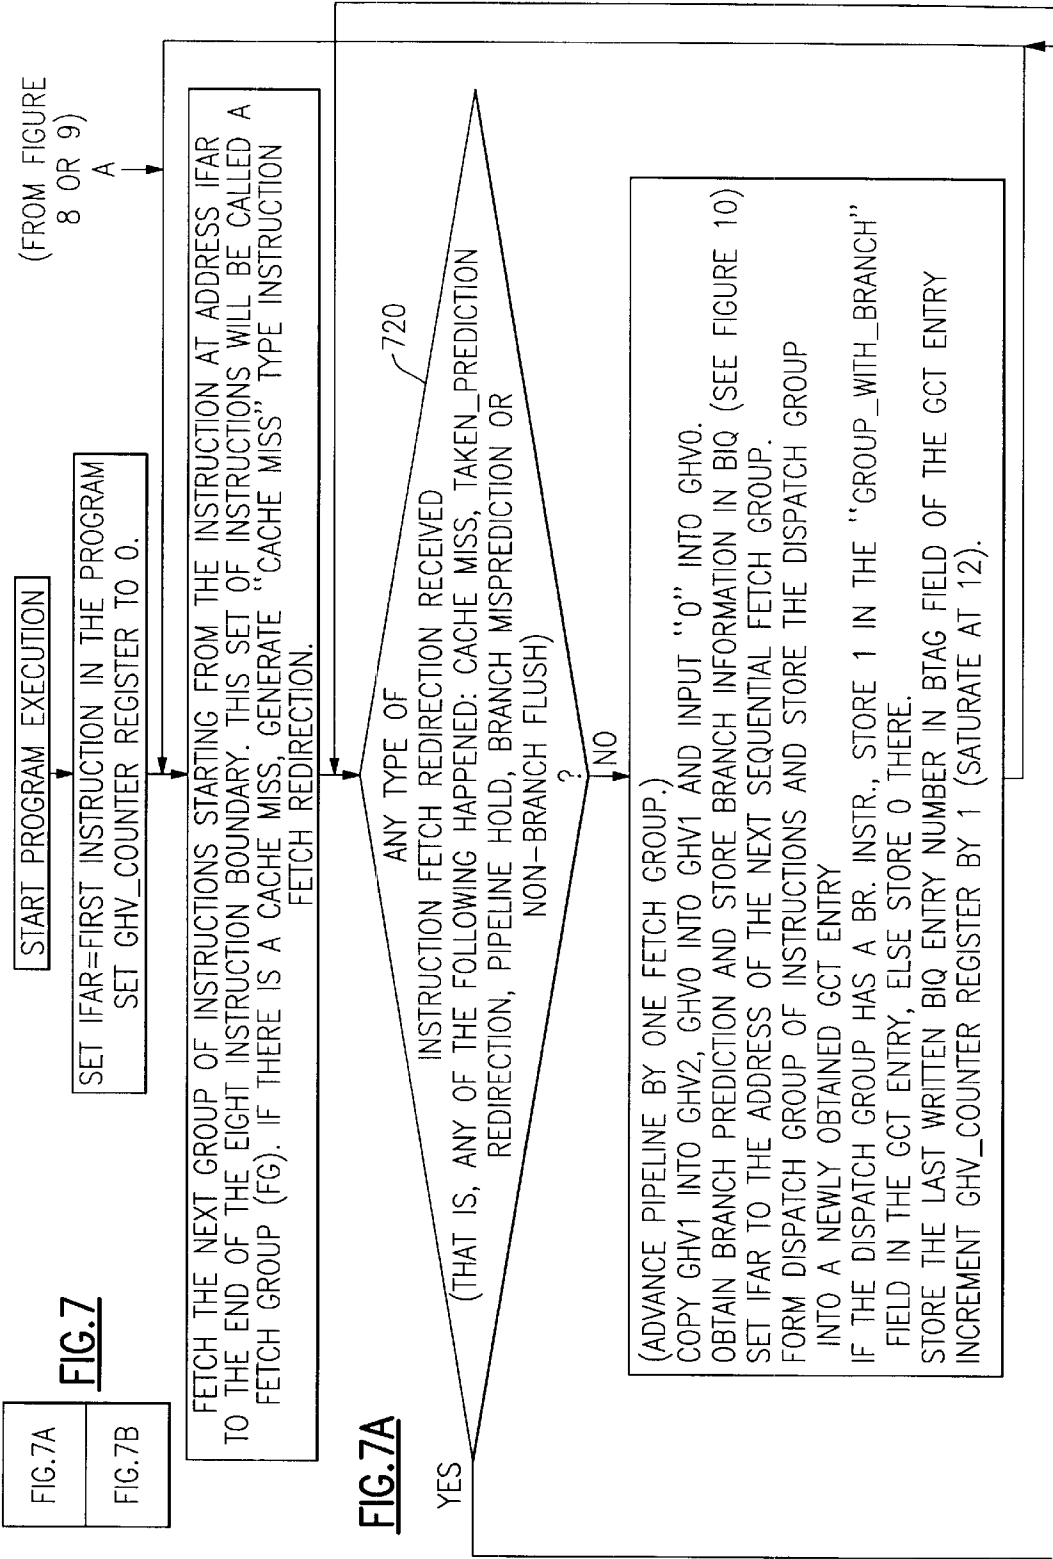 FIG.7A
FIG.7B
FIG.7
START PROGRAM EXECUTION
(FROM FIGURE
8 OR 9)
A
SET IFAR=FIRST INSTRUCTION IN THE PROGRAM
SET GHV_COUNTER REGISTER TO 0.
FETCH THE NEXT GROUP OF INSTRUCTIONS STARTING FROM THE INSTRUCTION AT ADDRESS IFAR
TO THE END OF THE EIGHT INSTRUCTION BOUNDARY. THIS SET OF INSTRUCTIONS WILL BE CALLED A
FETCH GROUP (FG). IF THERE IS A CACHE MISS, GENERATE "CACHE MISS" TYPE INSTRUCTION
FETCH REDIRECTION.
FIG.7A
720
ANY TYPE OF
INSTRUCTION FETCH REDIRECTION RECEIVED
(THAT IS, ANY OF THE FOLLOWING HAPPENED: CACHE MISS, TAKEN_PREDICTION
REDIRECTION, PIPELINE HOLD, BRANCH MISPREDICTION OR
NON-BRANCH FLUSH)
?
YES
NO
(ADVANCE PIPELINE BY ONE FETCH GROUP.)
COPY GHV1 INTO GHV2, GHV0 INTO GHV1 AND INPUT "0" INTO GHV0.
OBTAIN BRANCH PREDICTION AND STORE BRANCH INFORMATION IN BIQ (SEE FIGURE 10)
SET IFAR TO THE ADDRESS OF THE NEXT SEQUENTIAL FETCH GROUP.
FORM DISPATCH GROUP OF INSTRUCTIONS AND STORE THE DISPATCH GROUP
INTO A NEWLY OBTAINED GCT ENTRY
IF THE DISPATCH GROUP HAS A BR. INSTR., STORE 1 IN THE "GROUP_WITH_BRANCH"
FIELD IN THE GCT ENTRY, ELSE STORE 0 THERE.
STORE THE LAST WRITTEN BIQ ENTRY NUMBER IN BTAG FIELD OF THE GCT ENTRY
INCREMENT GHV_COUNTER REGISTER BY 1 (SATURATE AT 12).